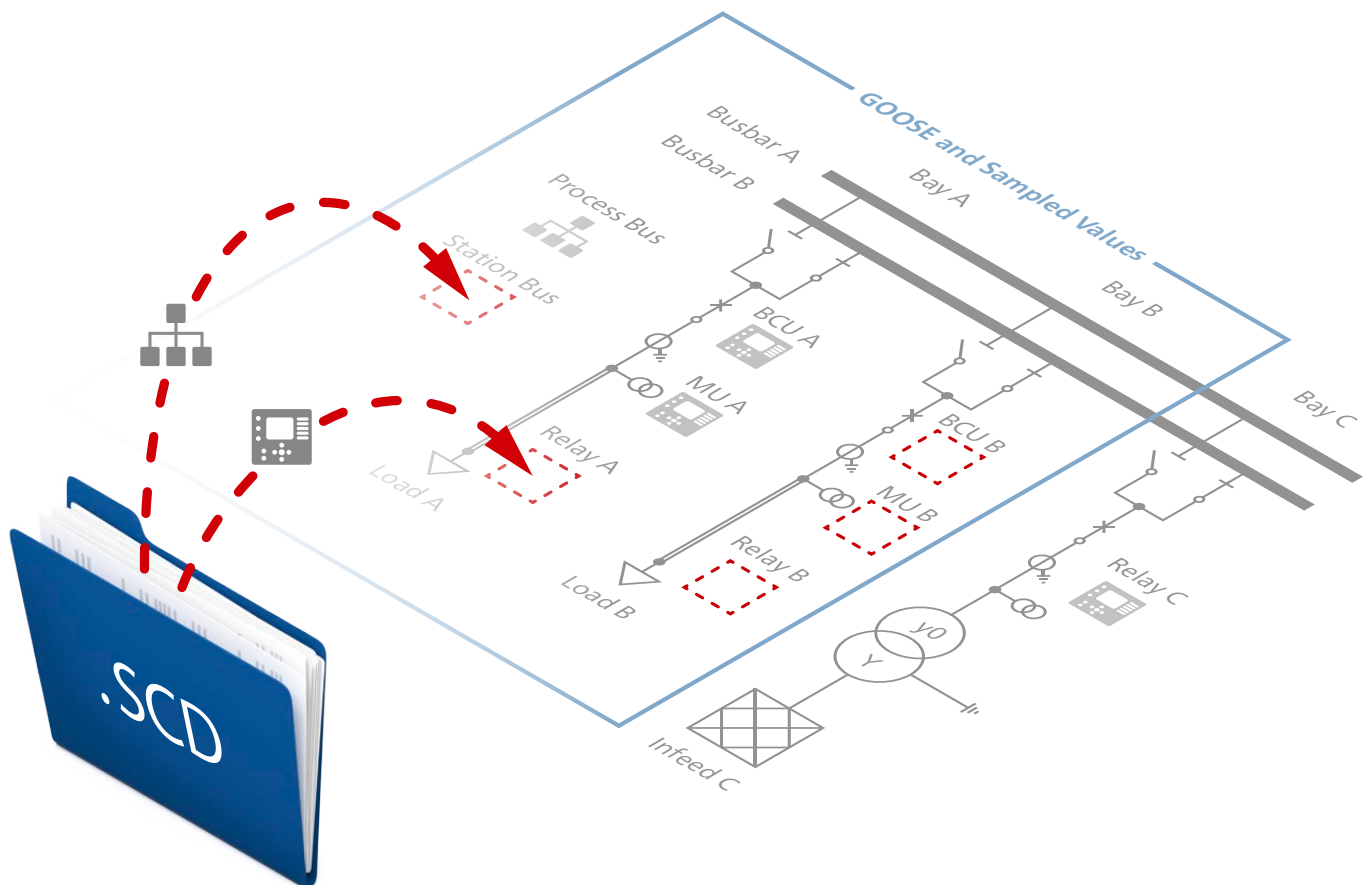 GOOSE and Sampled Values
Busbar A
Busbar B
Bay A
Bay B
Bay C
Process Bus
Station Bus
BCU A
MU A
Relay A
Load A
BCU B
MU B
Relay B
Load B
Relay C
y0
Y
Infeed C
.SCD